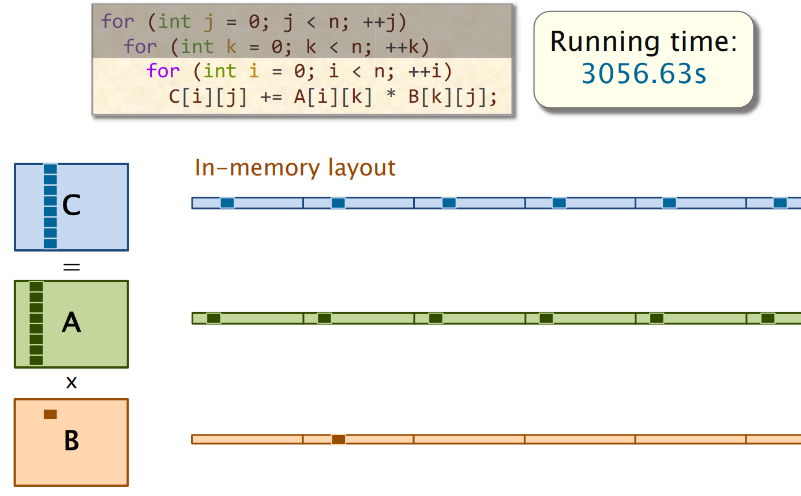 for (int j = 0; j < n; ++j)
for (int k = 0; k < n; ++k)
for (int i = 0; i < n; ++i)
C[i][j] += A[i][k] * B[k][j];
Running time:
3056.63s
In-memory layout
C
=
A
x
B